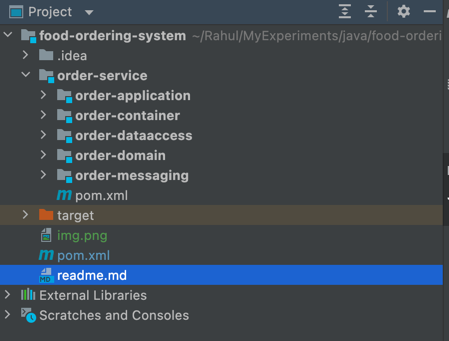 Project
food-ordering-system ~/Rahul/MyExperiments/java/food-orderi
.idea
order-service
order-application
order-container
order-dataaccess
order-domain
order-messaging
m pom.xml
target
img.png
m pom.xml
MD readme.md
External Libraries
Scratches and Consoles